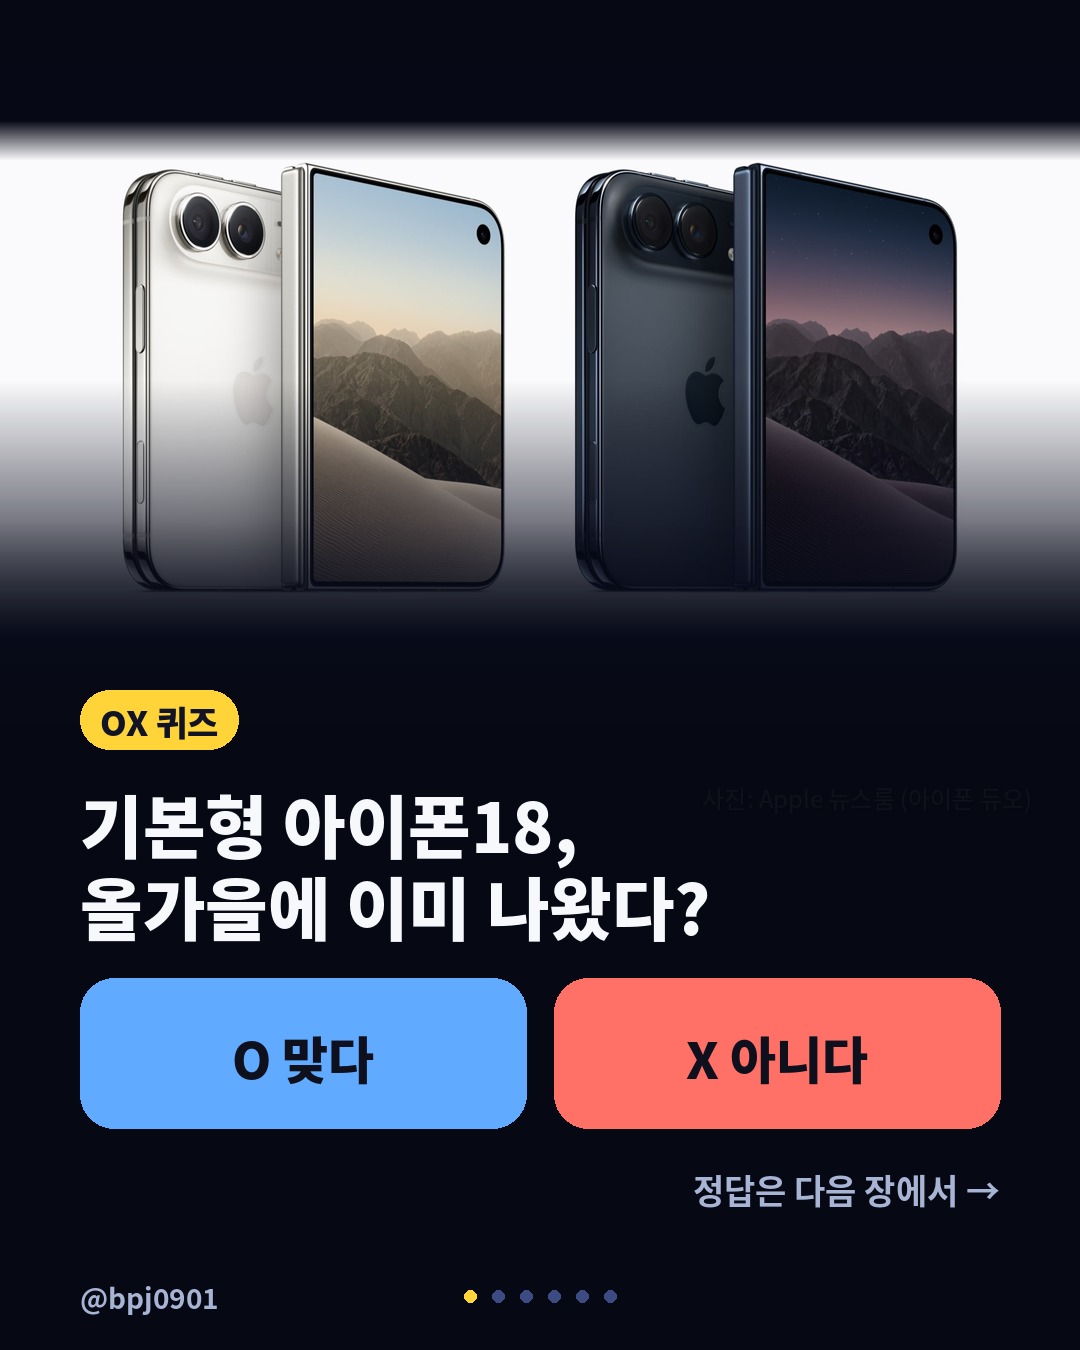 OX 퀴즈
사진: Apple 뉴스룸 (아이폰 듀오)
기본형 아이폰18,
올가을에 이미 나왔다?
O 맞다
X 아니다
정답은 다음 장에서 →
@bpj0901